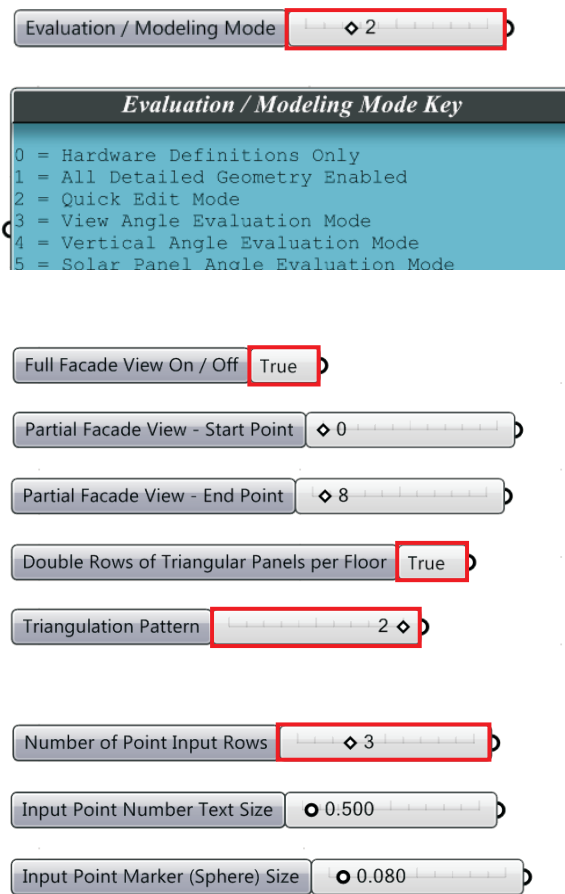 Evaluation / Modeling Mode 2
Evaluation / Modeling Mode Key
0 = Hardware Definitions Only
1 = All Detailed Geometry Enabled
2 = Quick Edit Mode
3 = View Angle Evaluation Mode
4 = Vertical Angle Evaluation Mode
5 = Solar Panel Angle Evaluation Mode
Full Facade View On / Off True
Partial Facade View - Start Point 0
Partial Facade View - End Point 8
Double Rows of Triangular Panels per Floor True
Triangulation Pattern 2
Number of Point Input Rows 3
Input Point Number Text Size 0.500
Input Point Marker (Sphere) Size 0.080